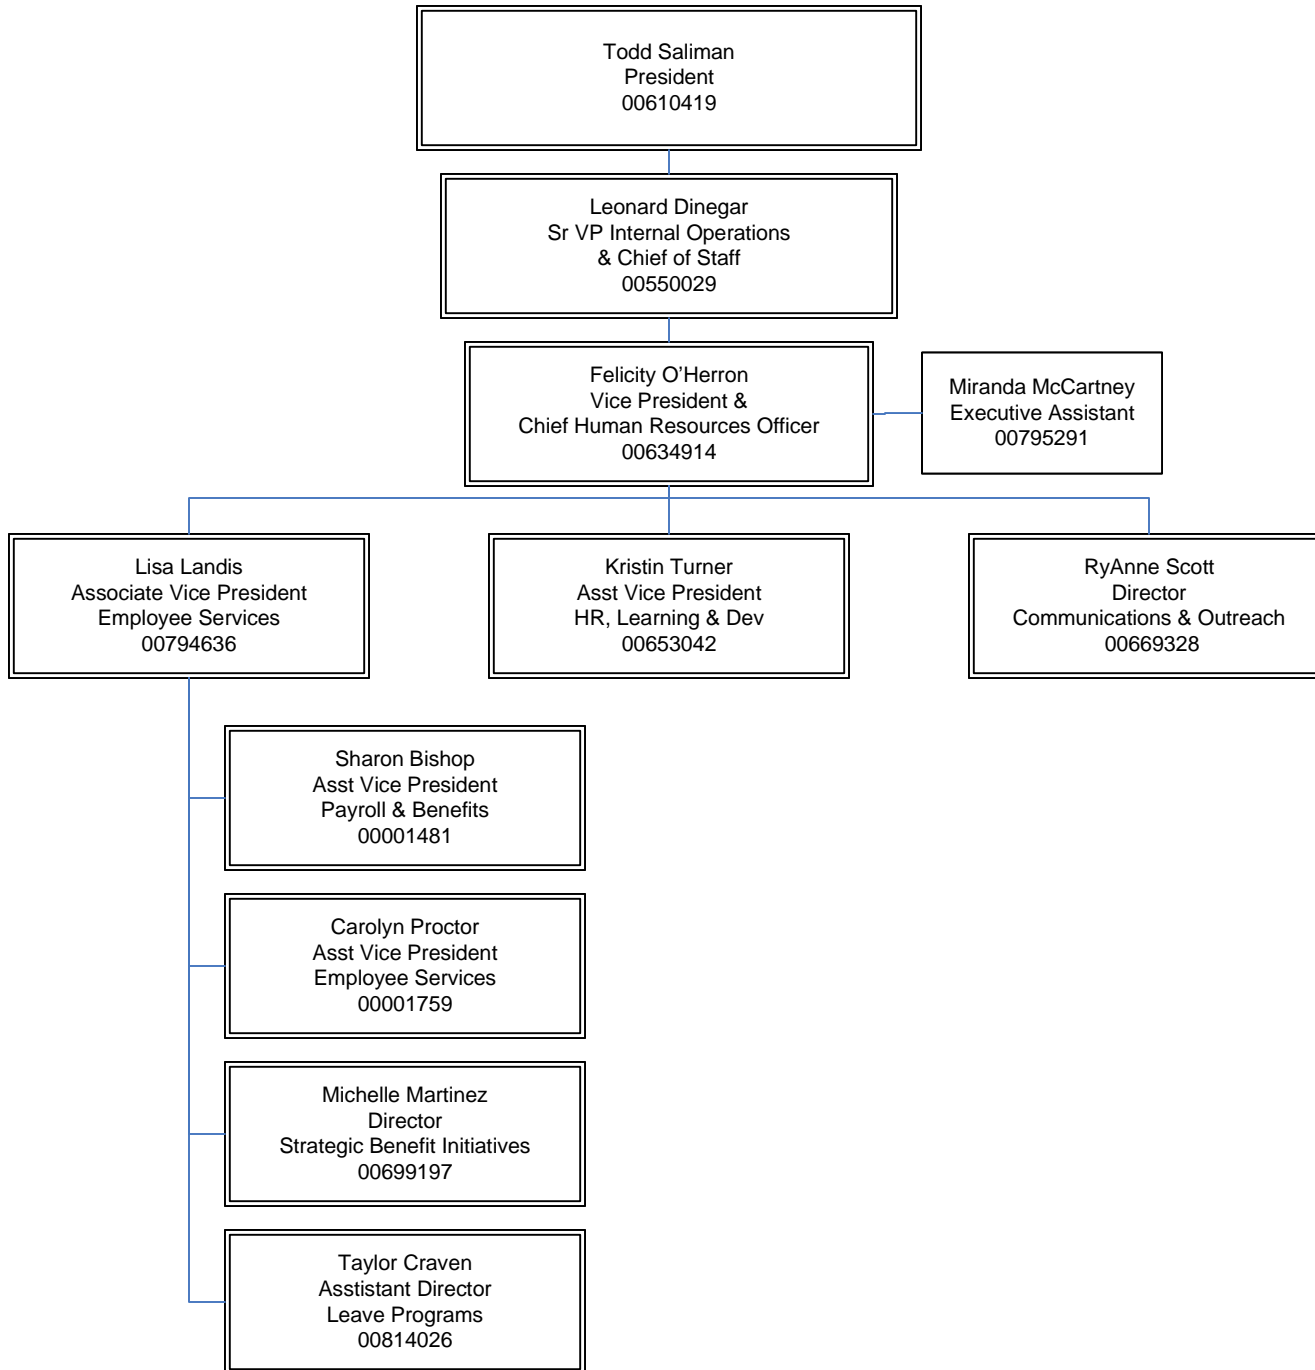 Todd Saliman
President
00610419
Leonard Dinegar
Sr VP Internal Operations
& Chief of Staff
00550029
Felicity O’Herron
Vice President &
Chief Human Resources Officer
00634914
Miranda McCartney
Executive Assistant
00795291
Lisa Landis
Associate Vice President
Employee Services
00794636
Kristin Turner
Asst Vice President
HR, Learning & Dev
00653042
RyAnne Scott
Director
Communications & Outreach
00669328
Sharon Bishop
Asst Vice President
Payroll & Benefits
00001481
Carolyn Proctor
Asst Vice President
Employee Services
00001759
Michelle Martinez
Director
Strategic Benefit Initiatives
00699197
Taylor Craven
Asstistant Director
Leave Programs
00814026